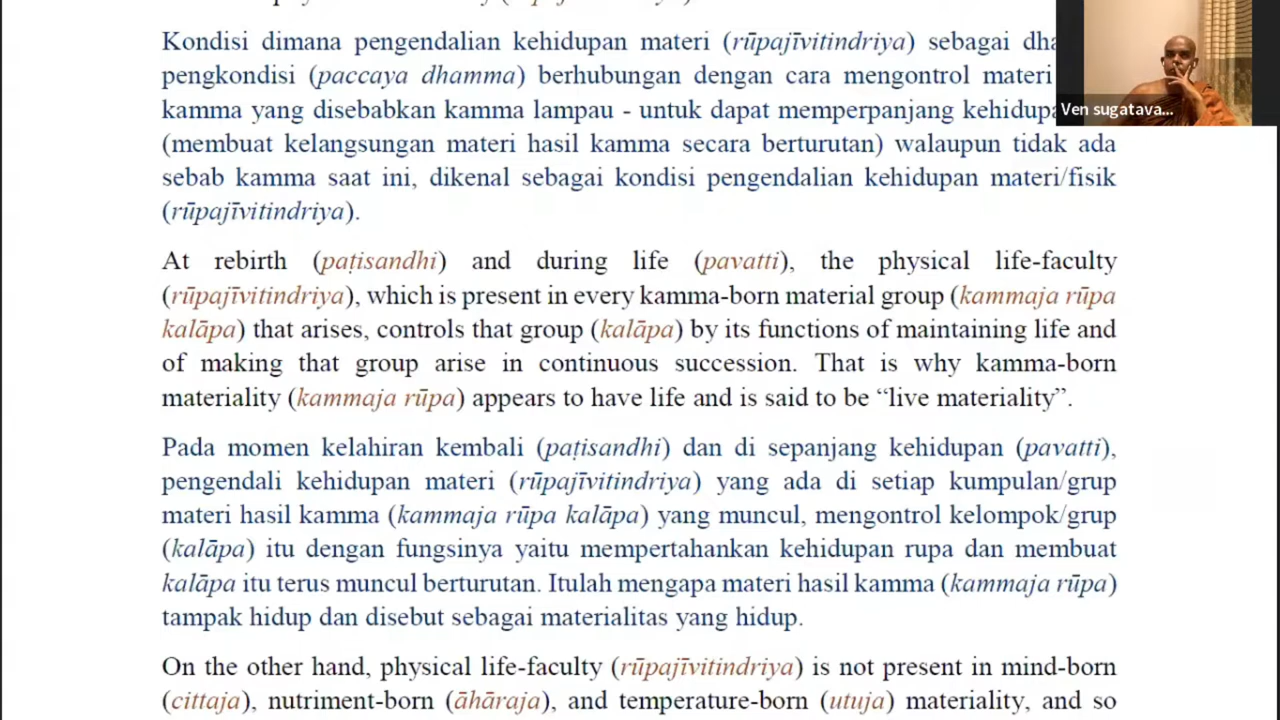 Kondisi dimana pengendalian kehidupan materi (rūpajīvitindriya) sebagai
pengkondisi (paccaya dhamma) berhubungan dengan cara mengontrol materi
kamma yang disebabkan kamma lampau - untuk dapat memperpanjang
(membuat kelangsungan materi hasil kamma secara berturutan) walaupun tidak ada
sebab kamma saat ini, dikenal sebagai kondisi pengendalian kehidupan materi/fisik
(rūpajīvitindriya).
At rebirth (paṭisandhi) and during life (pavatti), the physical life-faculty
(rūpajīvitindriya), which is present in every kamma-born material group (kammaja rūpa
kalāpa) that arises, controls that group (kalāpa) by its functions of maintaining life and
of making that group arise in continuous succession. That is why kamma-born
materiality (kammaja rūpa) appears to have life and is said to be “live materiality”.
Pada momen kelahiran kembali (paṭisandhi) dan di sepanjang kehidupan (pavatti),
pengendali kehidupan materi (rūpajīvitindriya) yang ada di setiap kumpulan/grup
materi hasil kamma (kammaja rūpa kalāpa) yang muncul, mengontrol kelompok/grup
(kalāpa) itu dengan fungsinya yaitu mempertahankan kehidupan rupa dan membuat
kalāpa itu terus muncul berturutan. Itulah mengapa materi hasil kamma (kammaja rūpa)
tampak hidup dan disebut sebagai materialitas yang hidup.
On the other hand, physical life-faculty (rūpajīvitindriya) is not present in mind-born
(cittaja), nutriment-born (āhāraja), and temperature-born (utuja) materiality, and so
Ven sugatava...